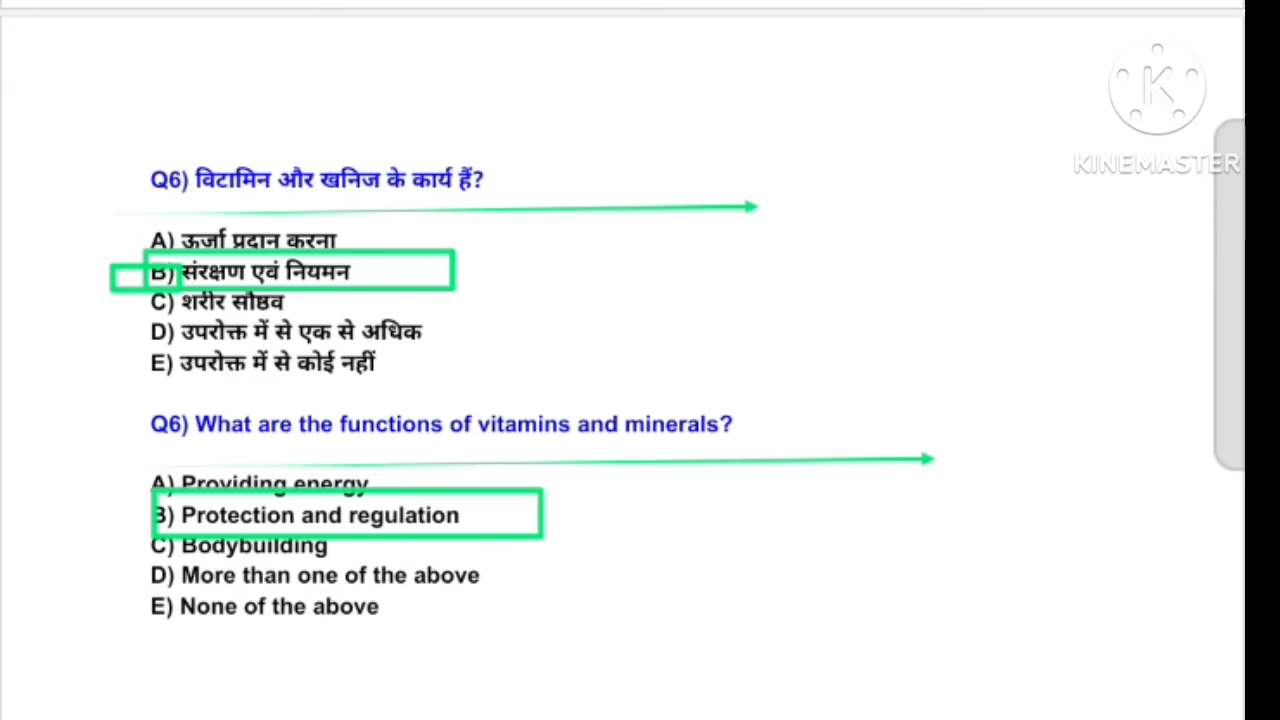 KINEMASTER
Q6) विटामिन और खनिज के कार्य हैं?
A) ऊर्जा प्रदान करना
B) संरक्षण एवं नियमन
C) शरीर सौष्ठव
D) उपरोक्त में से एक से अधिक
E) उपरोक्त में से कोई नहीं
Q6) What are the functions of vitamins and minerals?
A) Providing energy
B) Protection and regulation
C) Bodybuilding
D) More than one of the above
E) None of the above